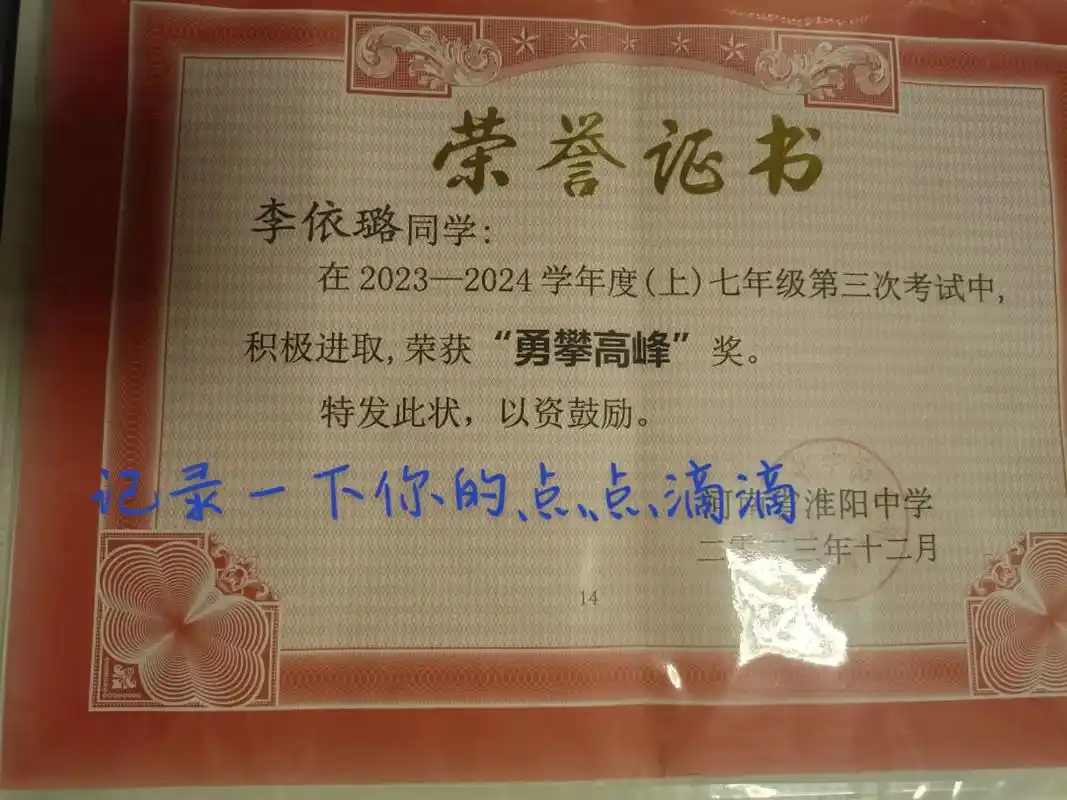 荣誉证书
李依璐同学:
在2023—2024学年度(上)七年级第三次考试中,
积极进取,荣获“勇攀高峰”奖。
特发此状，以资鼓励。
记录一下你的点点滴滴
河南省淮阳中学
二零二三年十二月
14